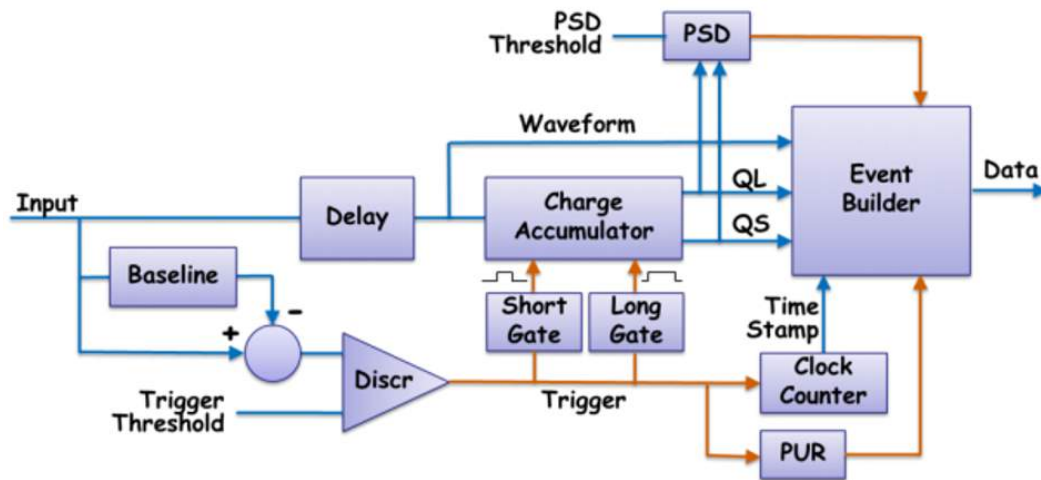 PSD
Threshold
PSD
Waveform
Input
Delay
Charge
Accumulator
QL
QS
Event
Builder
Data
Baseline
+
-
Short
Gate
Long
Gate
Time
Stamp
Discr
Trigger
Threshold
Trigger
Clock
Counter
PUR